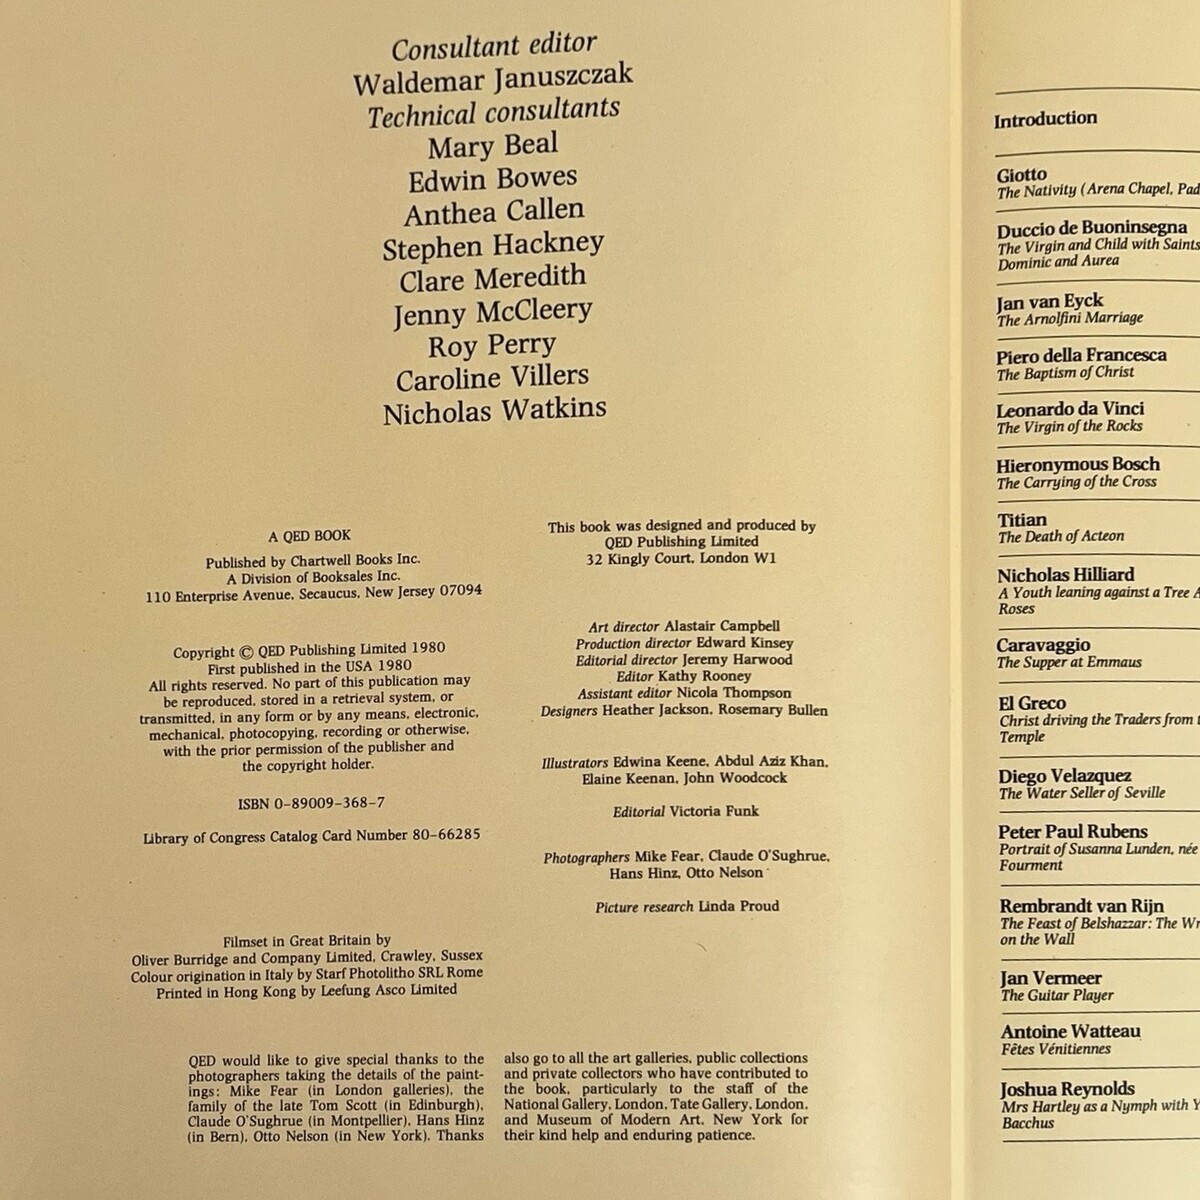 Consultant editor
Waldemar Januszczak
Technical consultants
Mary Beal
Edwin Bowes
Anthea Callen
Stephen Hackney
Clare Meredith
Jenny McCleery
Roy Perry
Caroline Villers
Nicholas Watkins
A QED BOOK
Published by Chartwell Books Inc.
A Division of Booksales Inc.
110 Enterprise Avenue, Secaucus, New Jersey 07094
Copyright © QED Publishing Limited 1980
First published in the USA 1980
All rights reserved. No part of this publication may
be reproduced, stored in a retrieval system, or
transmitted, in any form or by any means, electronic,
mechanical, photocopying, recording or otherwise,
with the prior permission of the publisher and
the copyright holder.
ISBN 0-89009-368-7
Library of Congress Catalog Card Number 80-66285
Filmset in Great Britain by
Oliver Burridge and Company Limited, Crawley, Sussex
Colour origination in Italy by Starf Photolitho SRL Rome
Printed in Hong Kong by Leefung Asco Limited
This book was designed and produced by
QED Publishing Limited
32 Kingly Court, London W1
Art director Alastair Campbell
Production director Edward Kinsey
Editorial director Jeremy Harwood
Editor Kathy Rooney
Assistant editor Nicola Thompson
Designers Heather Jackson, Rosemary Bullen
Illustrators Edwina Keene, Abdul Aziz Khan,
Elaine Keenan, John Woodcock
Editorial Victoria Funk
Photographers Mike Fear, Claude O'Sughrue,
Hans Hinz, Otto Nelson
Picture research Linda Proud
QED would like to give special thanks to the
photographers taking the details of the paint-
ings: Mike Fear (in London galleries), the
family of the late Tom Scott (in Edinburgh),
Claude O'Sughrue (in Montpellier), Hans Hinz
(in Bern), Otto Nelson (in New York). Thanks
also go to all the art galleries, public collections
and private collectors who have contributed to
the book, particularly to the staff of the
National Gallery, London, Tate Gallery, London,
and Museum of Modern Art, New York for
their kind help and enduring patience.
Introduction
Giotto
The Nativity (Arena Chapel, Pad
Duccio de Buoninsegna
The Virgin and Child with Saints
Dominic and Aurea
Jan van Eyck
The Arnolfini Marriage
Piero della Francesca
The Baptism of Christ
Leonardo da Vinci
The Virgin of the Rocks
Hieronymous Bosch
The Carrying of the Cross
Titian
The Death of Acteon
Nicholas Hilliard
A Youth leaning against a Tree A
Roses
Caravaggio
The Supper at Emmaus
El Greco
Christ driving the Traders from t
Temple
Diego Velazquez
The Water Seller of Seville
Peter Paul Rubens
Portrait of Susanna Lunden, née
Fourment
Rembrandt van Rijn
The Feast of Belshazzar: The Wr
on the Wall
Jan Vermeer
The Guitar Player
Antoine Watteau
Fêtes Vénitiennes
Joshua Reynolds
Mrs Hartley as a Nymph with Y
Bacchus